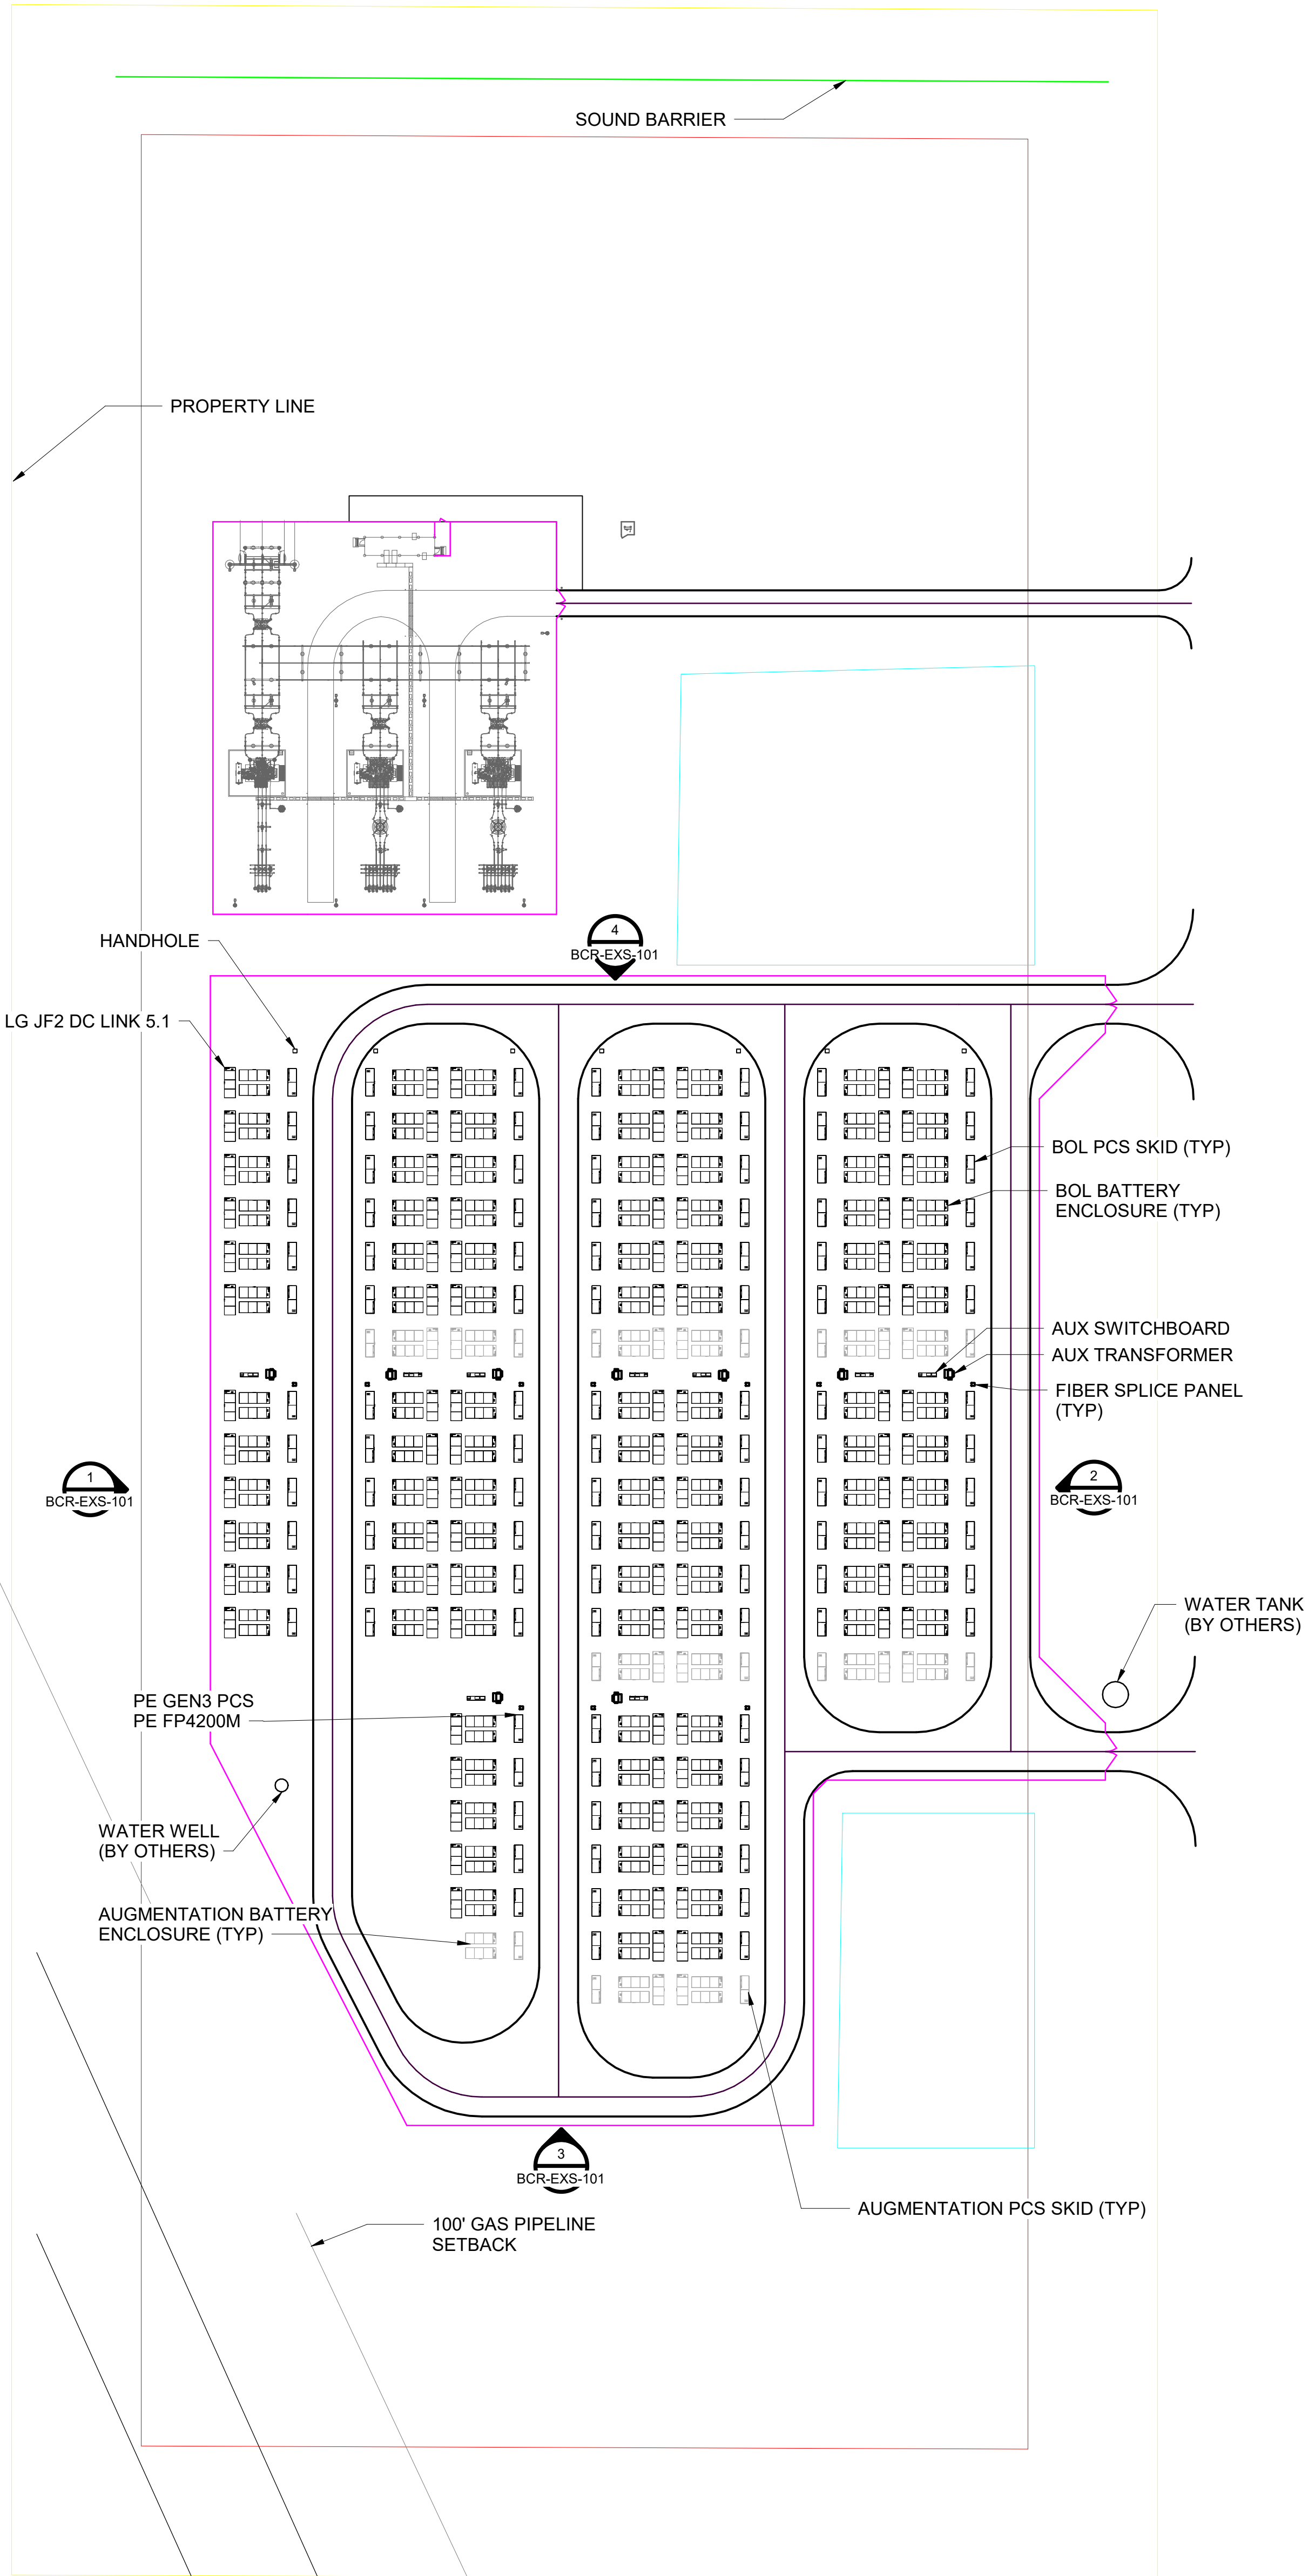 SOUND BARRIER
PROPERTY LINE
4
BCR-EXS-101
HANDHOLE
LG JF2 DC LINK 5.1
BOL PCS SKID (TYP)
BOL BATTERY
ENCLOSURE (TYP)
AUX SWITCHBOARD
AUX TRANSFORMER
FIBER SPLICE PANEL
(TYP)
1
BCR-EXS-101
2
BCR-EXS-101
WATER TANK
(BY OTHERS)
PE GEN3 PCS
PE FP4200M
WATER WELL
(BY OTHERS)
AUGMENTATION BATTERY
ENCLOSURE (TYP)
3
BCR-EXS-101
AUGMENTATION PCS SKID (TYP)
100' GAS PIPELINE
SETBACK